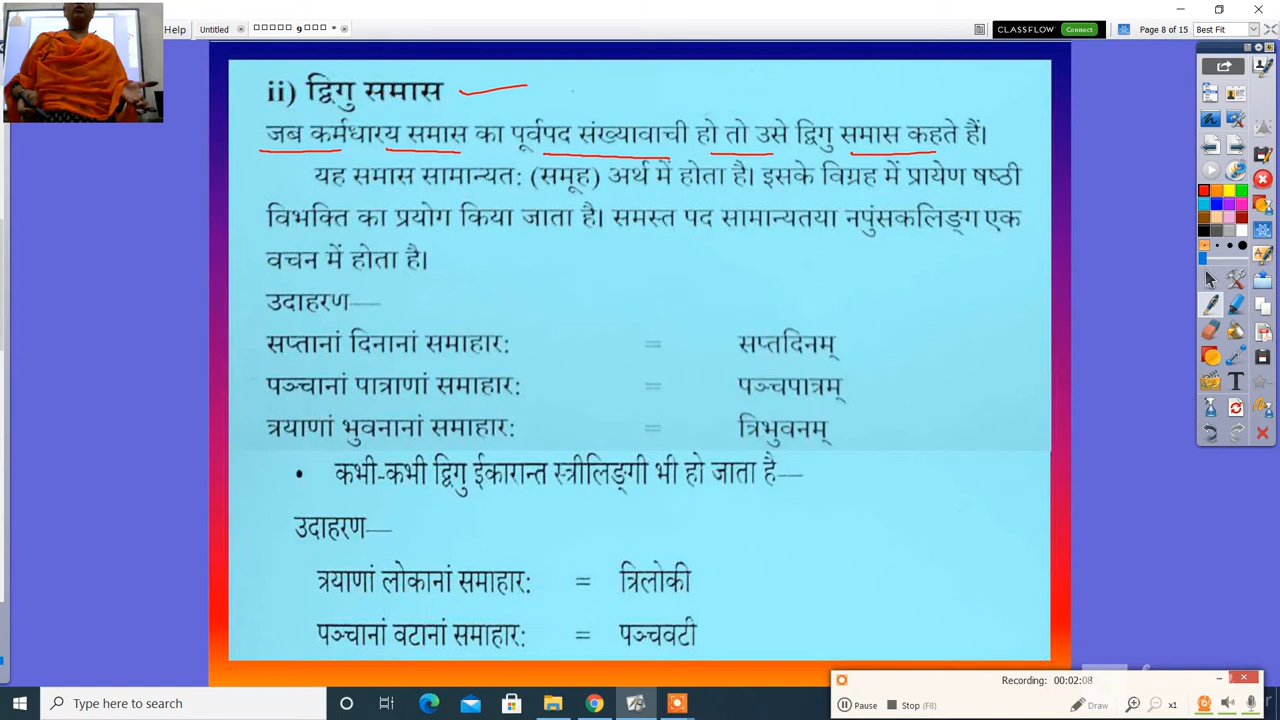 Help
Untitled
9
CLASSFLOW
Connect
Page 8 of 15
Best Fit
ii) द्विगु समास
जब कर्मधारय समास का पूर्वपद संख्यावाची हो तो उसे द्विगु समास कहते हैं।
यह समास सामान्यत: (समूह) अर्थ में होता है। इसके विग्रह में प्रायेण षष्ठी
विभक्ति का प्रयोग किया जाता है। समस्त पद सामान्यतया नपुंसकलिङ्ग एक
वचन में होता है।
उदाहरण—
सप्तानां दिनानां समाहार: = सप्तदिनम्
पञ्चानां पात्राणां समाहार: = पञ्चपात्रम्
त्रयाणां भुवनानां समाहार: = त्रिभुवनम्
• कभी-कभी द्विगु ईकारान्त स्त्रीलिङ्गी भी हो जाता है—
उदाहरण—
त्रयाणां लोकानां समाहार: = त्रिलोकी
पञ्चानां वटानां समाहार: = पञ्चवटी
Recording: 00:02:08
Pause
Stop (F8)
Draw
x1
Type here to search